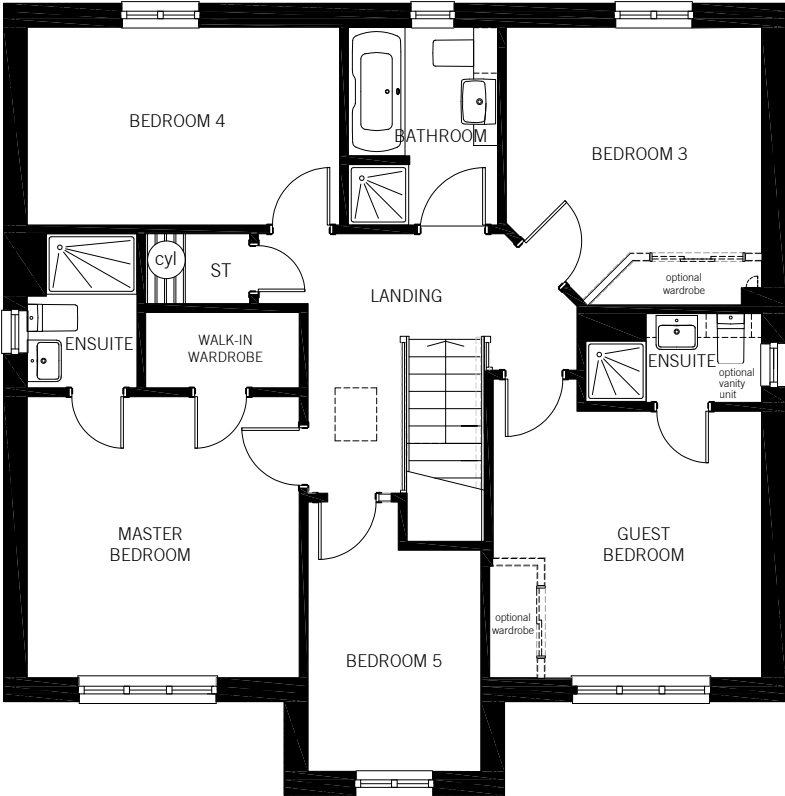 BEDROOM 4
BATHROOM
BEDROOM 3
cyl
ST
optional
wardrobe
LANDING
ENSUITE
WALK-IN
WARDROBE
ENSUITE
optional
vanity
unit
MASTER
BEDROOM
GUEST
BEDROOM
optional
wardrobe
BEDROOM 5